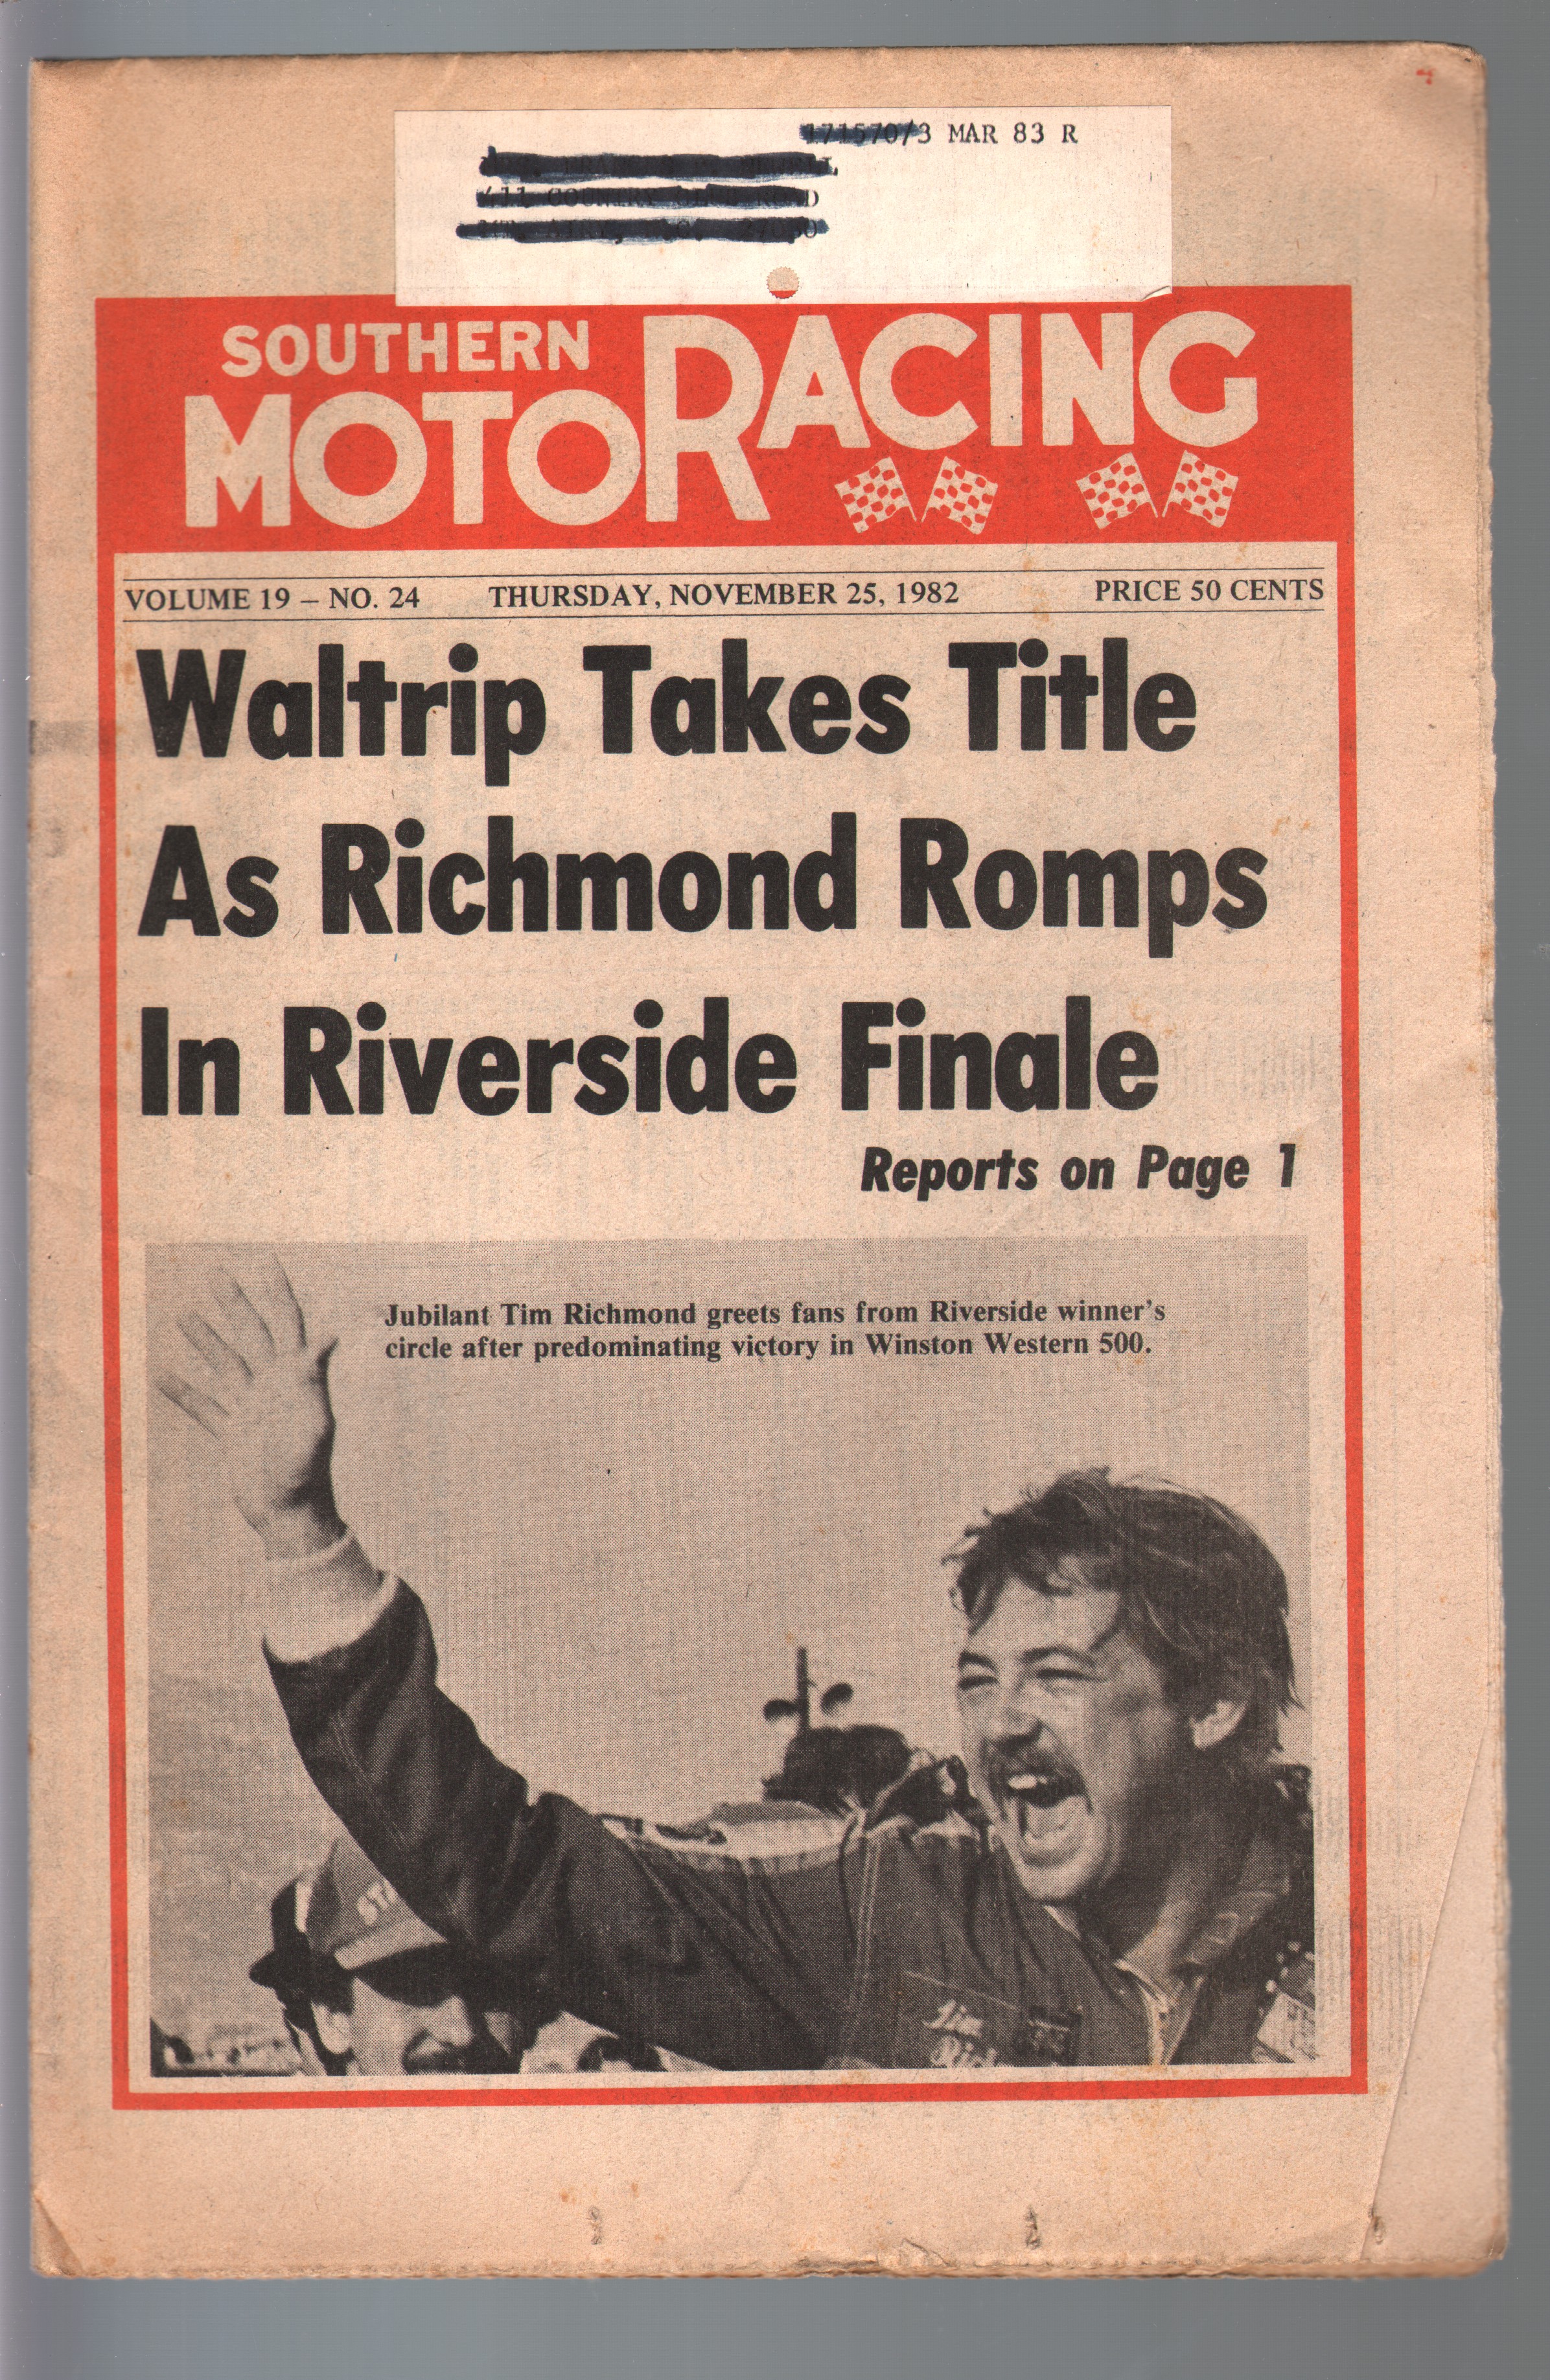 MAR 83 R
SOUTHERN
MOTORACING
VOLUME 19 – NO. 24 THURSDAY, NOVEMBER 25, 1982 PRICE 50 CENTS
Waltrip Takes Title
As Richmond Romps
In Riverside Finale
Reports on Page 1
Jubilant Tim Richmond greets fans from Riverside winner's
circle after predominating victory in Winston Western 500.